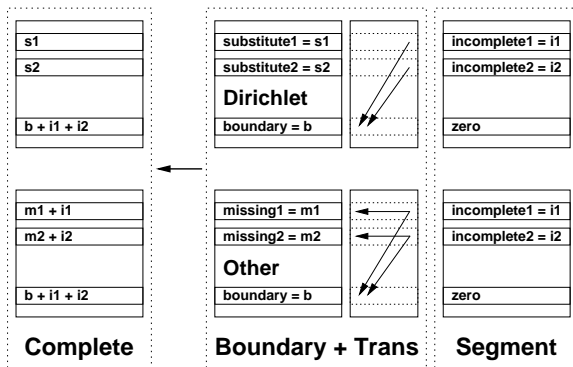 s1
s2
b + i1 + i2
substitute1 = s1
substitute2 = s2
Dirichlet
boundary = b
incomplete1 = i1
incomplete2 = i2
zero
m1 + i1
m2 + i2
b + i1 + i2
missing1 = m1
missing2 = m2
Other
boundary = b
incomplete1 = i1
incomplete2 = i2
zero
Complete
Boundary + Trans
Segment